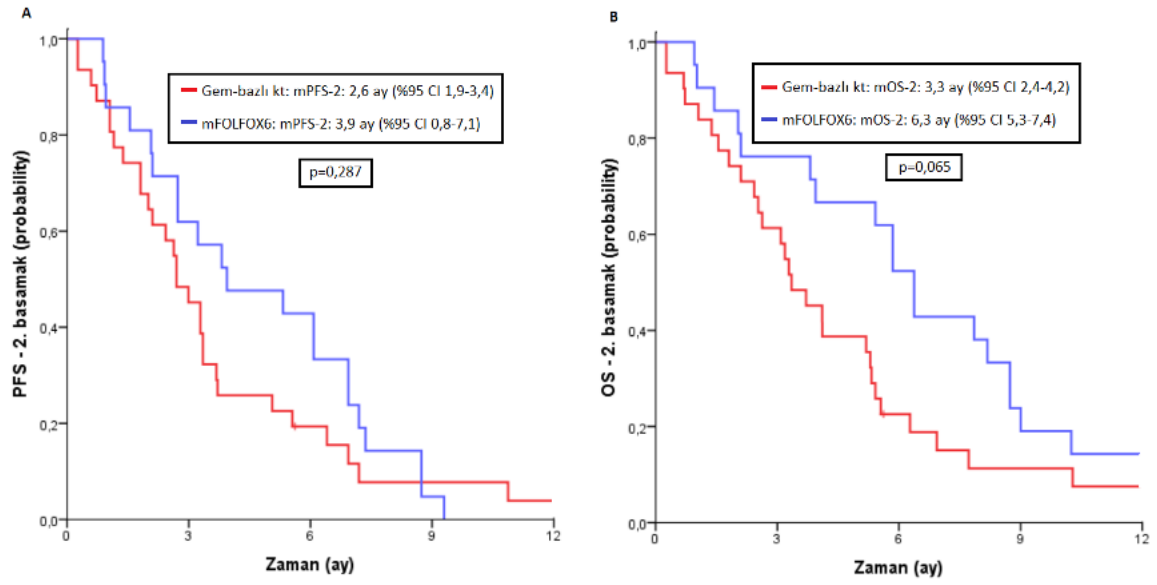 A
PFS - 2. basamak (probability)
1,0
0,8
0,6
0,4
0,2
0,0
Gem-bazlı kt: mPFS-2: 2,6 ay (%95 CI 1,9-3,4)
mFOLFOX6: mPFS-2: 3,9 ay (%95 CI 0,8-7,1)
p=0,287
0 3 6 9 12
Zaman (ay)
B
OS - 2. basamak (probability)
1,0
0,8
0,6
0,4
0,2
0,0
Gem-bazlı kt: mOS-2: 3,3 ay (%95 CI 2,4-4,2)
mFOLFOX6: mOS-2: 6,3 ay (%95 CI 5,3-7,4)
p=0,065
0 3 6 9 12
Zaman (ay)